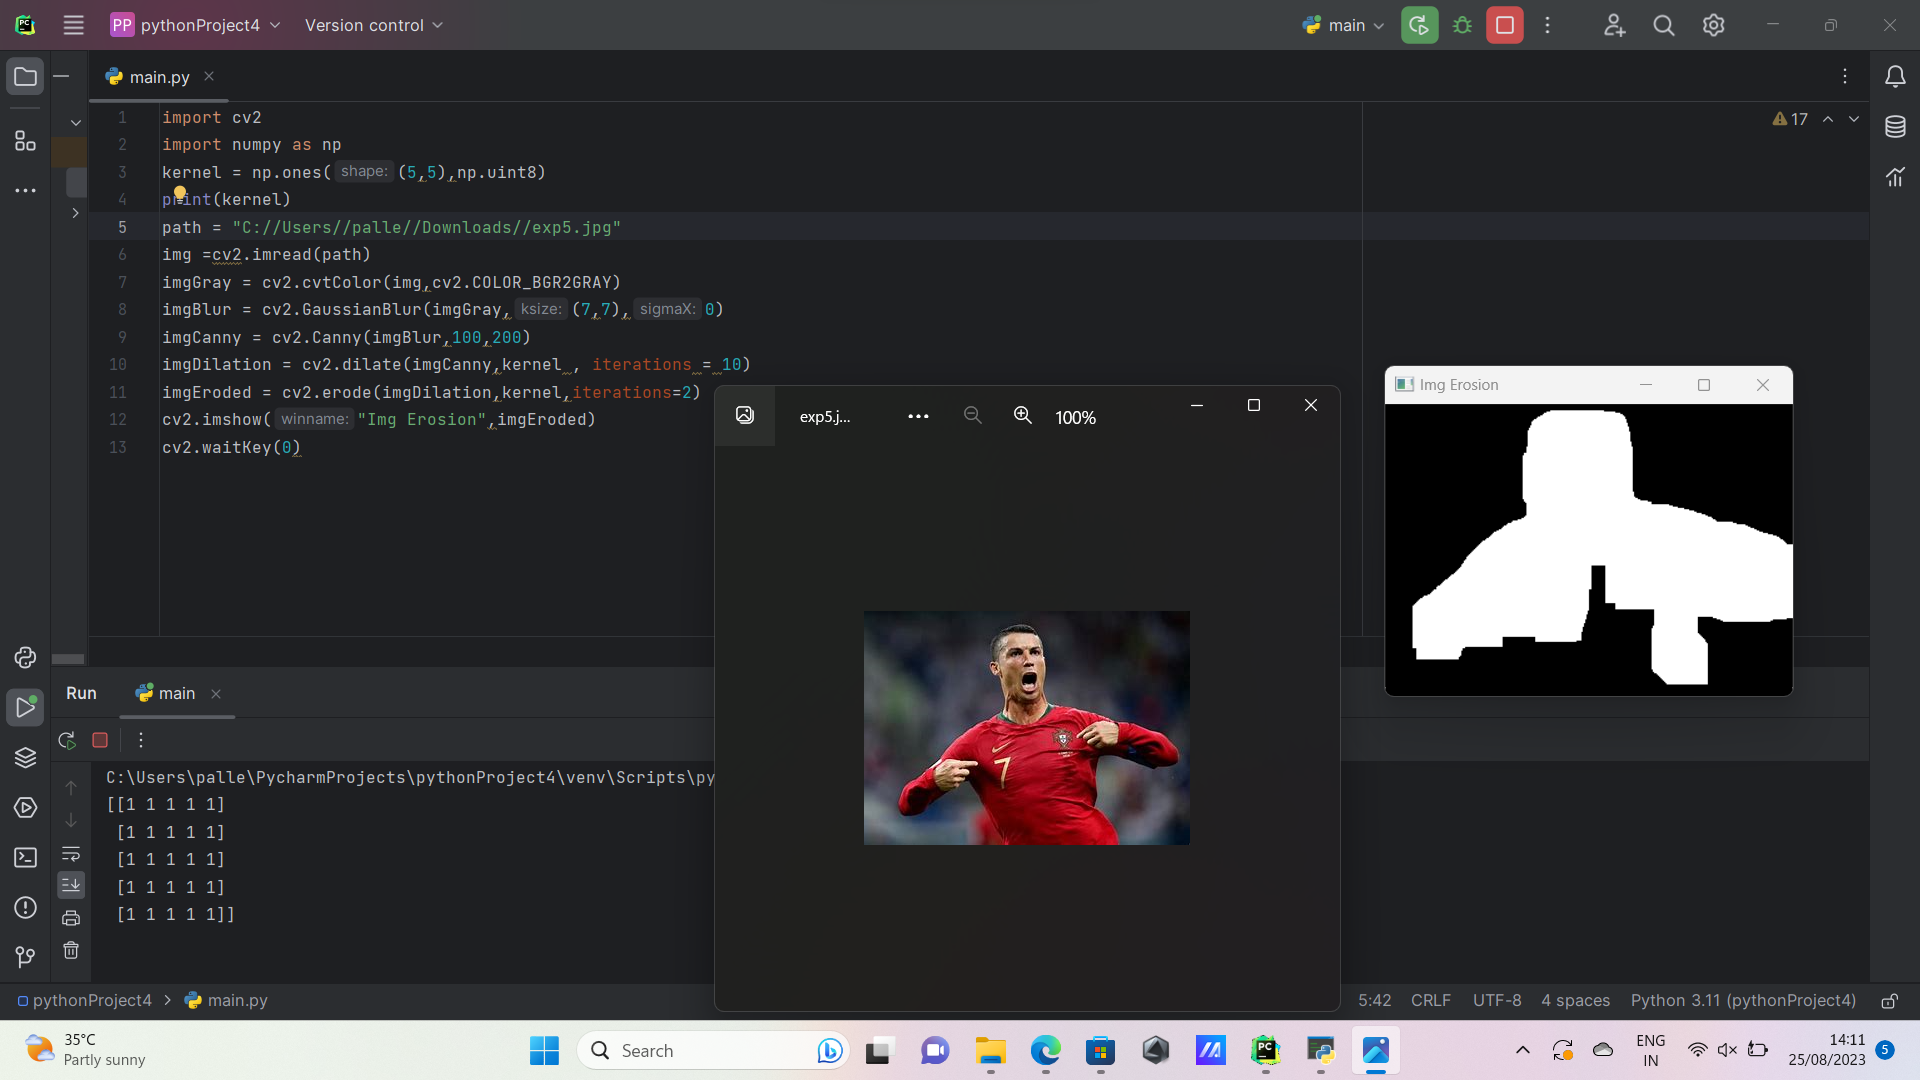 PC
PP pythonProject4
Version control
main
main.py
17
1 import cv2
2 import numpy as np
3 kernel = np.ones( shape: (5,5),np.uint8)
4 print(kernel)
5 path = "C://Users//palle//Downloads//exp5.jpg"
6 img =cv2.imread(path)
7 imgGray = cv2.cvtColor(img,cv2.COLOR_BGR2GRAY)
8 imgBlur = cv2.GaussianBlur(imgGray, ksize: (7,7), sigmaX: 0)
9 imgCanny = cv2.Canny(imgBlur,100,200)
10 imgDilation = cv2.dilate(imgCanny,kernel , iterations = 10)
11 imgEroded = cv2.erode(imgDilation,kernel,iterations=2)
12 cv2.imshow( winname: "Img Erosion",imgEroded)
13 cv2.waitKey(0)
Img Erosion
exp5.j...
100%
7
Run
main
C:\Users\palle\PycharmProjects\pythonProject4\venv\Scripts\py
[[1 1 1 1 1]
[1 1 1 1 1]
[1 1 1 1 1]
[1 1 1 1 1]
[1 1 1 1 1]]
pythonProject4 > main.py
5:42 CRLF UTF-8 4 spaces Python 3.11 (pythonProject4)
35°C
Partly sunny
Search
PC
ENG
IN
14:11
25/08/2023
5